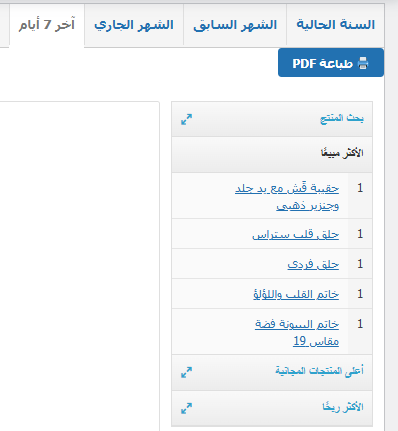 السنة الحالية
الشهر السابق
الشهر الجاري
آخر 7 أيام
طباعة PDF
بحث المنتج
الأكثر مبيعًا
1 حقيبة قش مع يد جلد
وجنزير ذهبي
1 حلق قلب ستراس
1 حلق فردي
1 خاتم القلب واللؤلؤ
1 خاتم السونة فضة
مقاس 19
أعلى المنتجات المجانية
الأكثر ربحًا